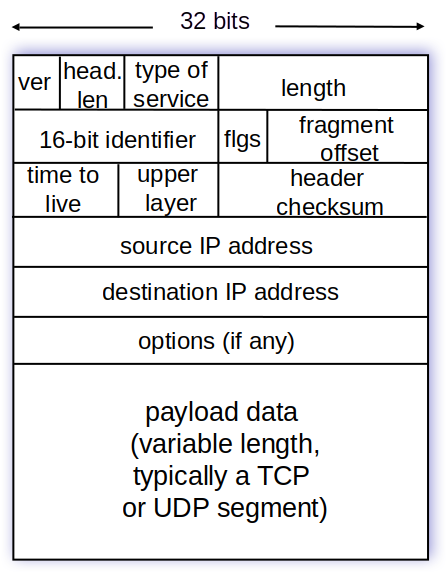 32 bits
ver
head.
len
type of
service
length
16-bit identifier
flgs
fragment
offset
time to
live
upper
layer
header
checksum
source IP address
destination IP address
options (if any)
payload data
(variable length,
typically a TCP
or UDP segment)